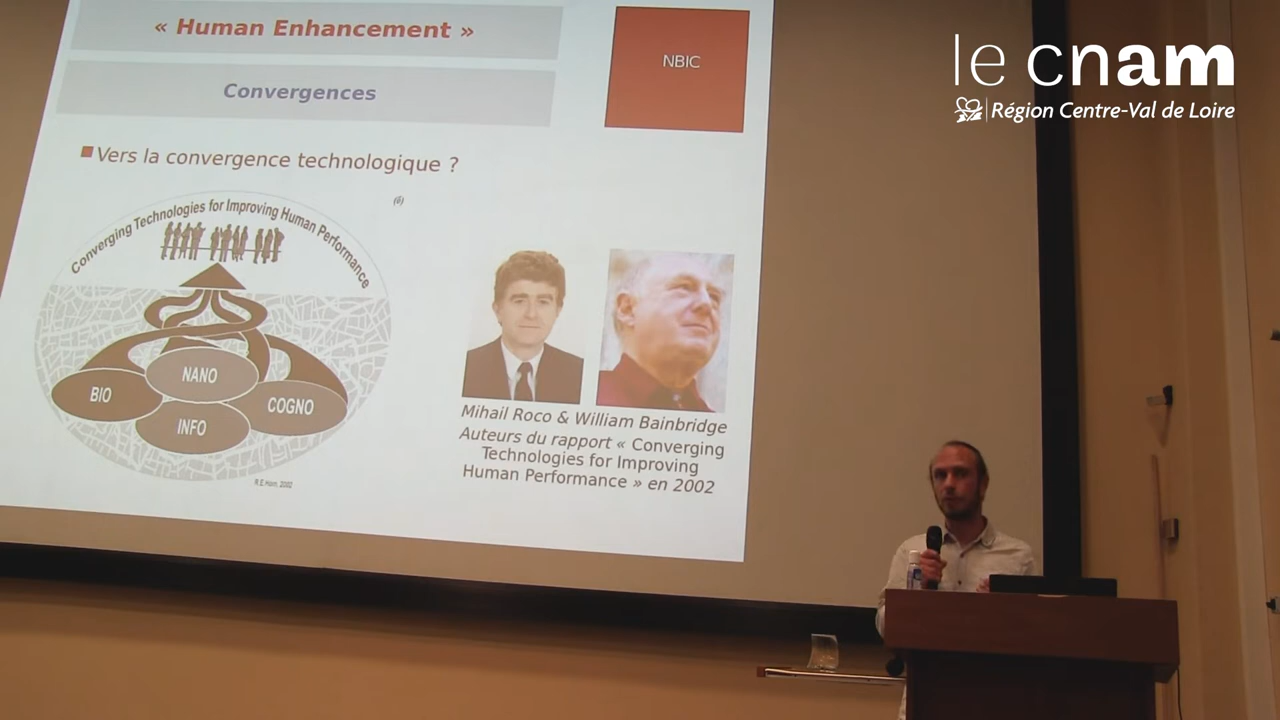 « Human Enhancement »
NBIC
Convergences
Vers la convergence technologique ?
(6)
Converging Technologies for Improving Human Performance
NANO
BIO
COGNO
INFO
R.E.Horn, 2002
Mihail Roco & William Bainbridge
Auteurs du rapport « Converging
Technologies for Improving
Human Performance » en 2002
le cnam
Région Centre-Val de Loire